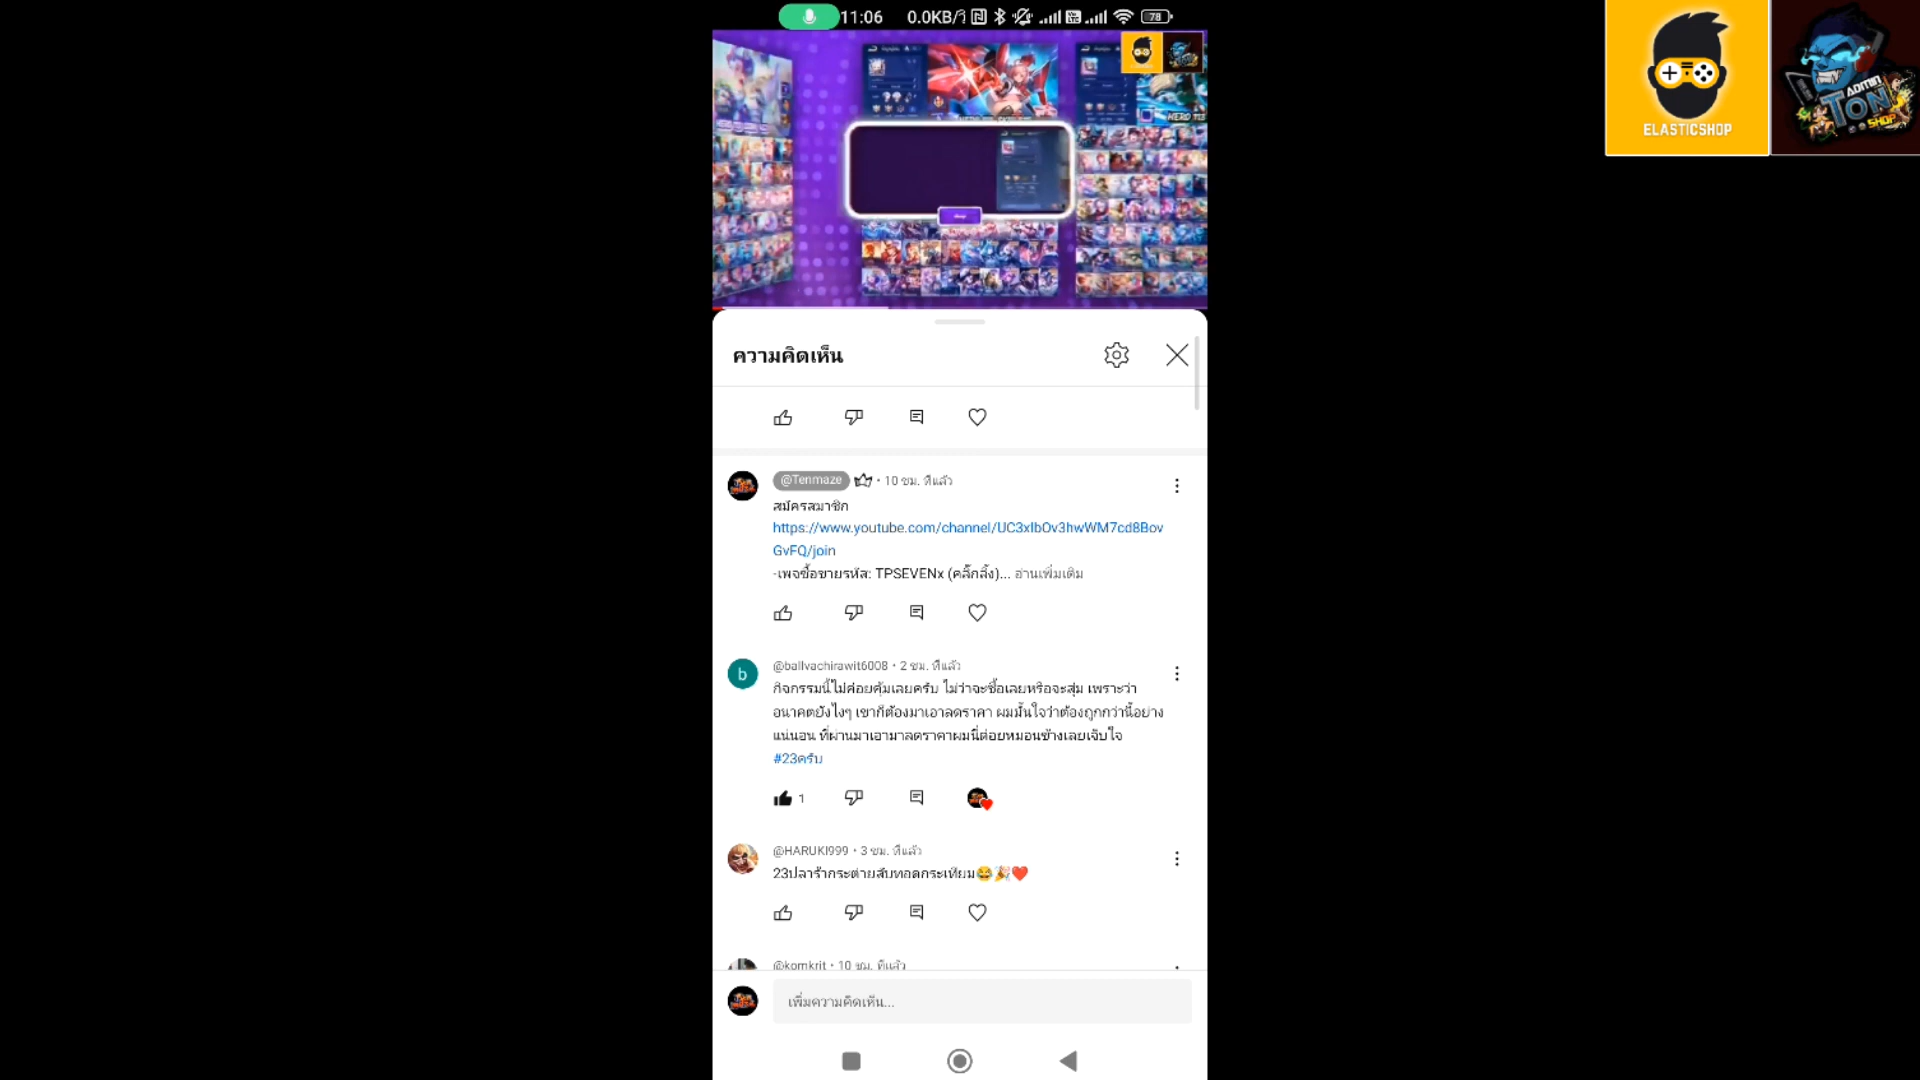 11:06
0.0KB/
78
ELASTICSHOP
ADMIN
TON
SHOP
HERO 113
ความคิดเห็น
@Tenmaze · 10 ชม. ที่แล้ว
สมัครสมาชิก
https://www.youtube.com/channel/UC3xIbOv3hwWM7cd8Bov
GvFQ/join
-เพจซื้อขายรหัส: TPSEVENx (คลิ๊กลิ้ง)... อ่านเพิ่มเติม
b
@ballvachirawit6008 · 2 ชม. ที่แล้ว
กิจกรรมนี้ไม่ค่อยคุ้มเลยครับ ไม่ว่าจะซื้อเลยหรือจะสุ่ม เพราะว่า
อนาคตยังไงๆ เขาก็ต้องมาเอาลดราคา ผมมั่นใจว่าต้องถูกกว่านี้อย่าง
แน่นอน ที่ผ่านมาเอามาลดราคาผมนี่ต่อยหมอนข้างเลยเจ็บใจ
#23ครับ
1
@HARUKI999 · 3 ชม. ที่แล้ว
23ปลาร้ากระต่ายสับทอดกระเทียม😂🎉❤️
@komkrit · 10 ชม. ที่แล้ว
เพิ่มความคิดเห็น...